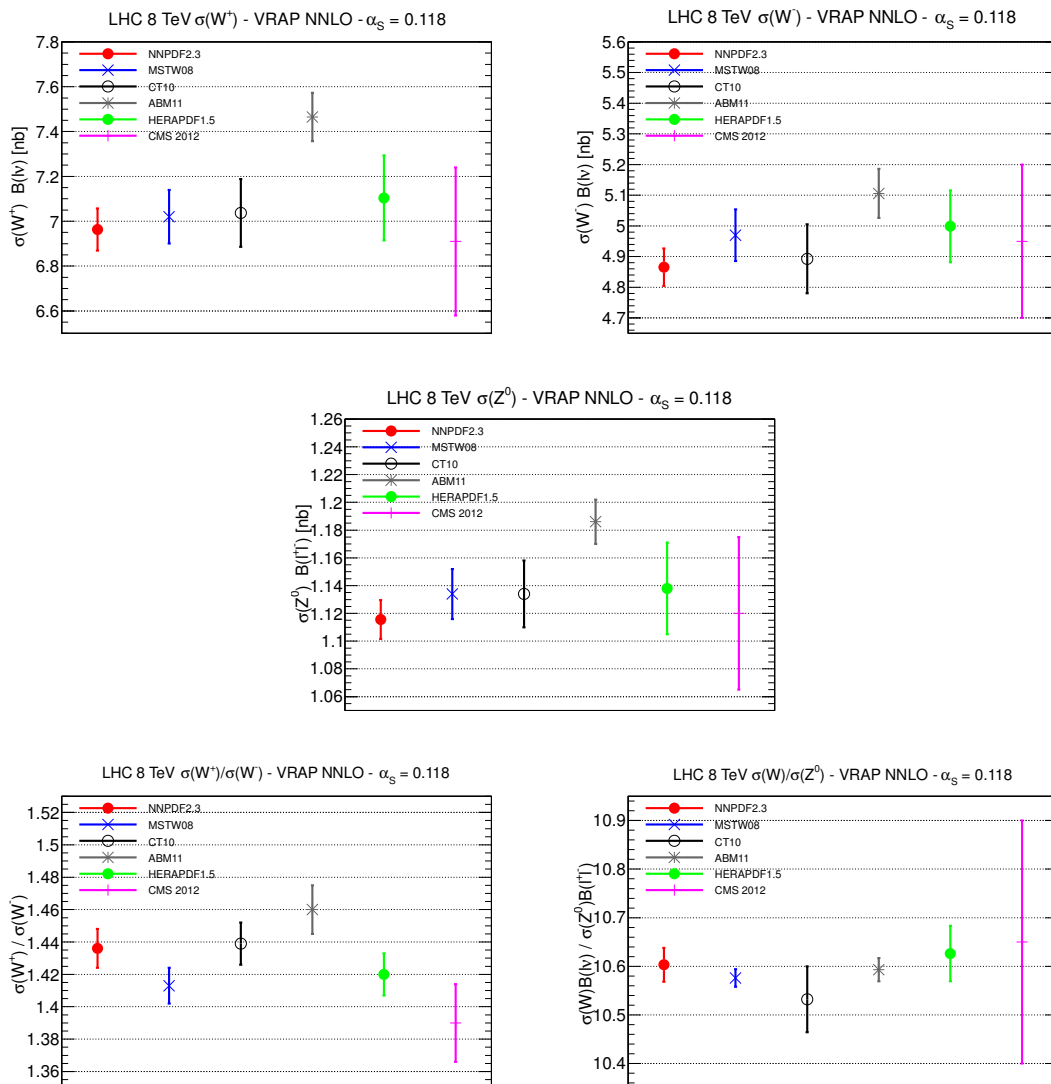 LHC 8 TeV σ(W⁺) - VRAP NNLO - α_S = 0.118
σ(W⁺) B(lν) [nb]
7.8
7.6
7.4
7.2
7
6.8
6.6
NNPDF2.3
MSTW08
CT10
ABM11
HERAPDF1.5
CMS 2012
LHC 8 TeV σ(W⁻) - VRAP NNLO - α_S = 0.118
σ(W⁻) B(lν) [nb]
5.6
5.5
5.4
5.3
5.2
5.1
5
4.9
4.8
4.7
NNPDF2.3
MSTW08
CT10
ABM11
HERAPDF1.5
CMS 2012
LHC 8 TeV σ(Z⁰) - VRAP NNLO - α_S = 0.118
σ(Z⁰) B(l⁺l⁻) [nb]
1.26
1.24
1.22
1.2
1.18
1.16
1.14
1.12
1.1
1.08
1.06
NNPDF2.3
MSTW08
CT10
ABM11
HERAPDF1.5
CMS 2012
LHC 8 TeV σ(W⁺)/σ(W⁻) - VRAP NNLO - α_S = 0.118
σ(W⁺) / σ(W⁻)
1.52
1.5
1.48
1.46
1.44
1.42
1.4
1.38
1.36
NNPDF2.3
MSTW08
CT10
ABM11
HERAPDF1.5
CMS 2012
LHC 8 TeV σ(W)/σ(Z⁰) - VRAP NNLO - α_S = 0.118
σ(W)B(lν) / σ(Z⁰)B(l⁺l⁻)
10.9
10.8
10.7
10.6
10.5
10.4
NNPDF2.3
MSTW08
CT10
ABM11
HERAPDF1.5
CMS 2012